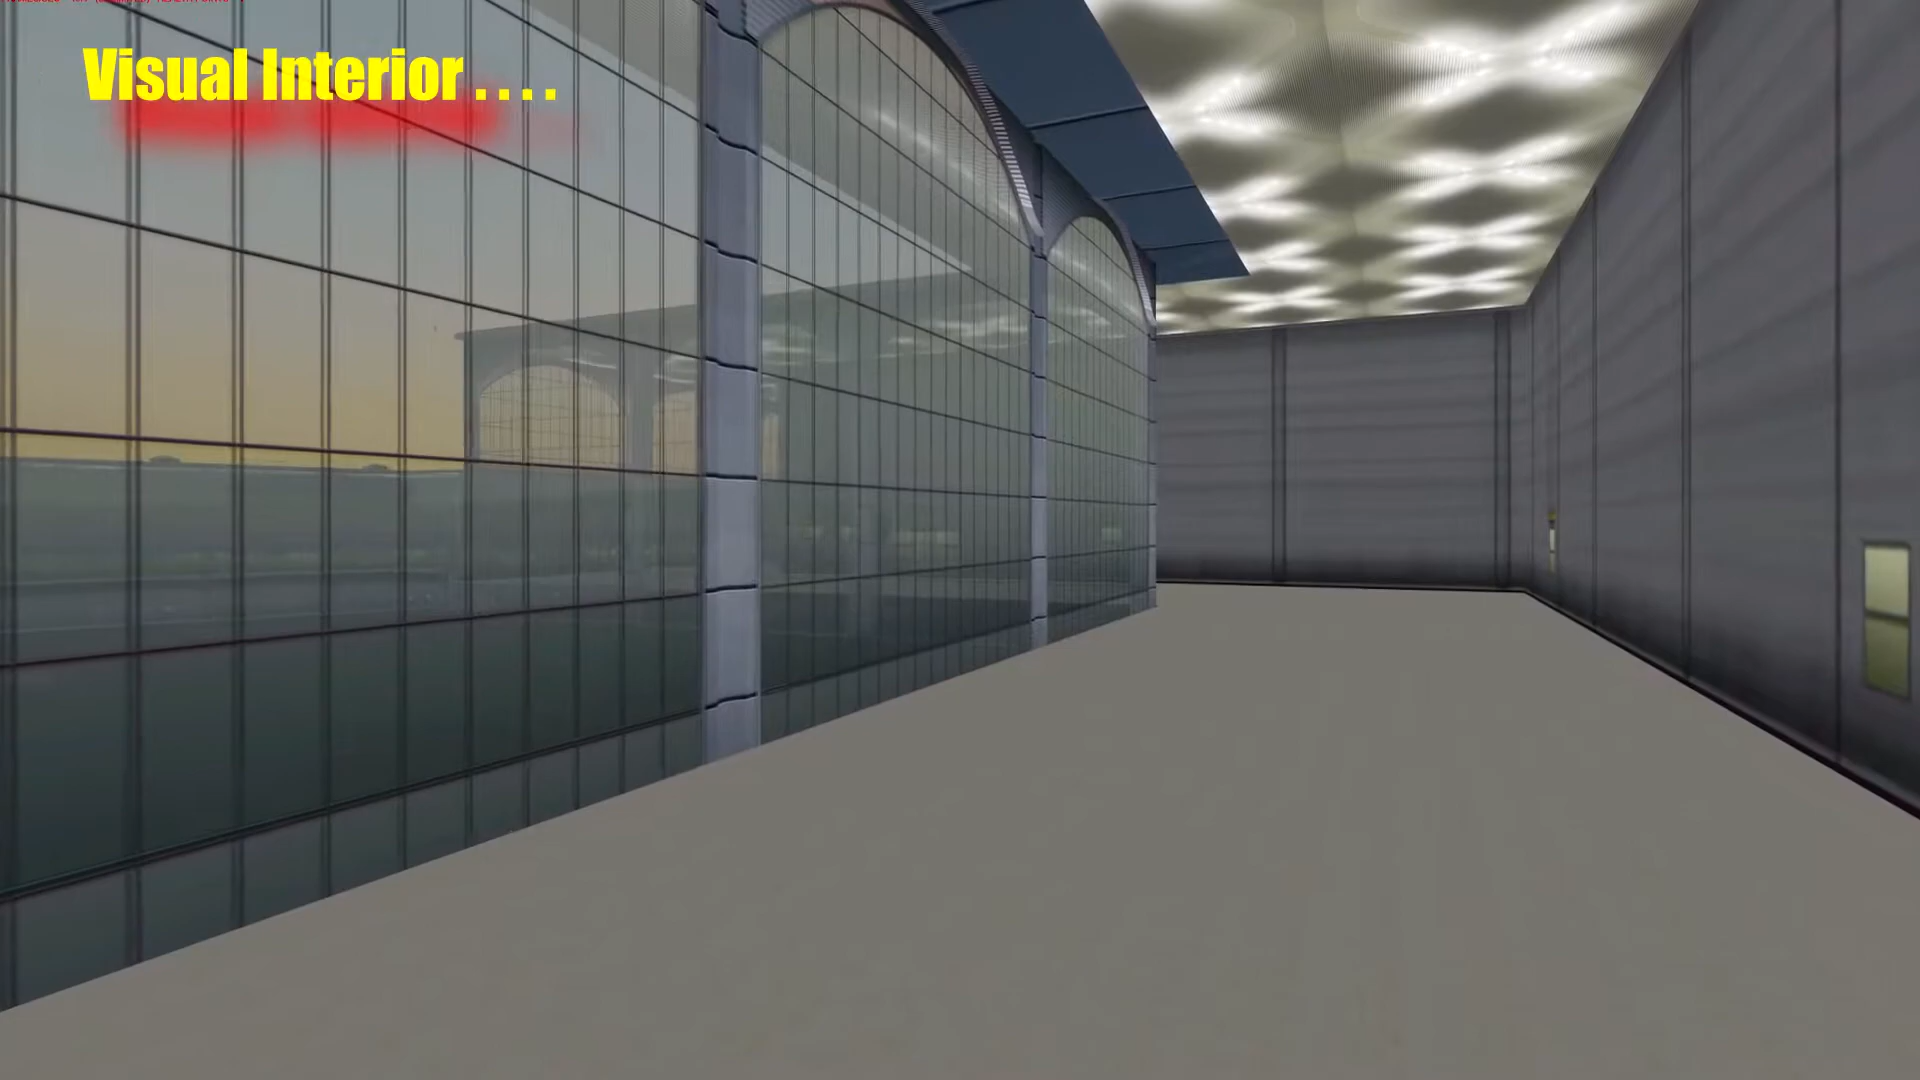 Visual Interior . . . .